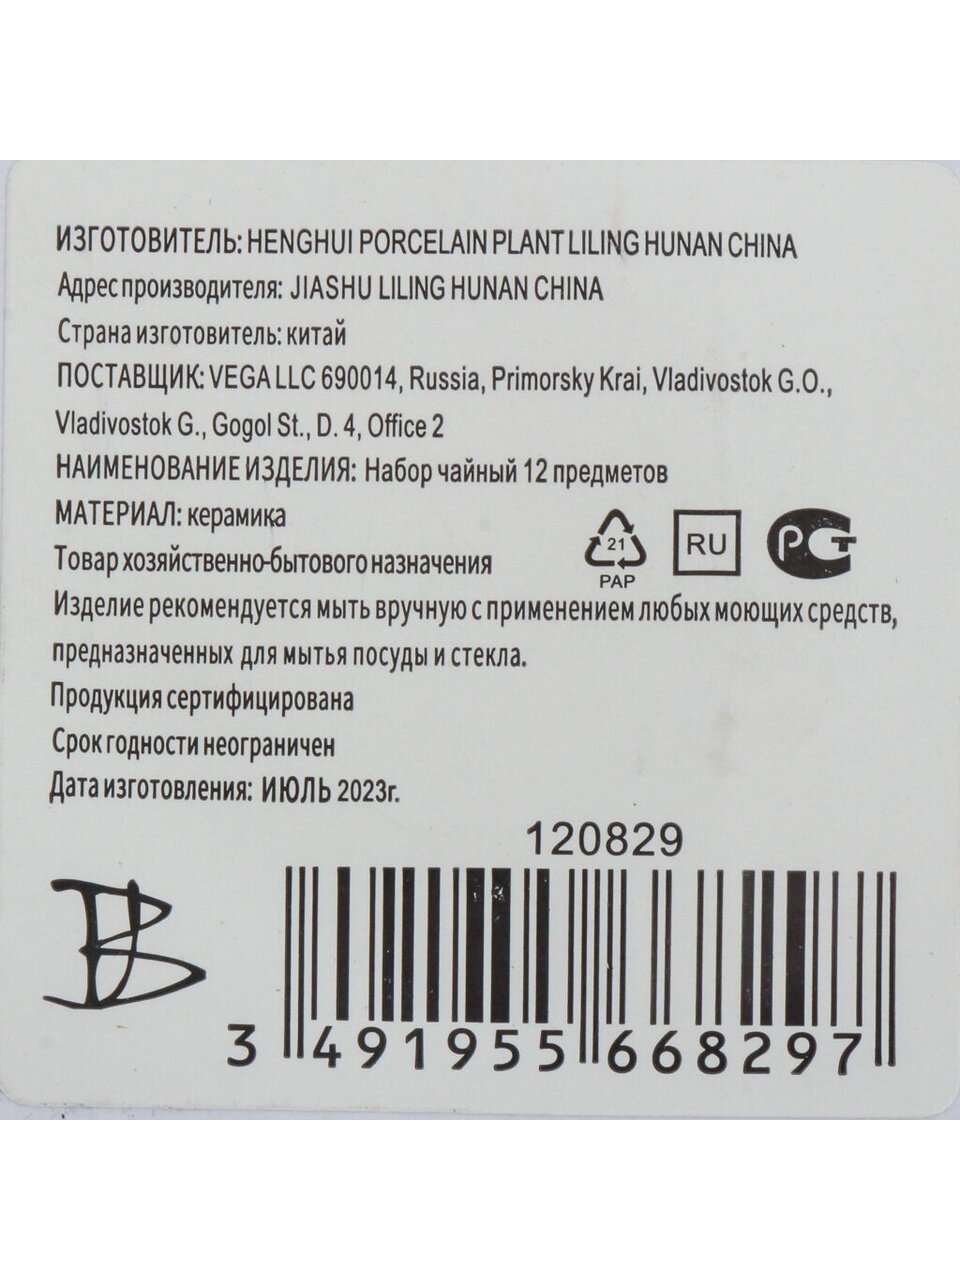 ИЗГОТОВИТЕЛЬ: HENGHUI PORCELAIN PLANT LILING HUNAN CHINA
Адрес производителя: JIASHU LILING HUNAN CHINA
Страна изготовитель: китай
ПОСТАВЩИК: VEGA LLC 690014, Russia, Primorsky Krai, Vladivostok G.O.,
Vladivostok G., Gogol St., D. 4, Office 2
НАИМЕНОВАНИЕ ИЗДЕЛИЯ: Набор чайный 12 предметов
МАТЕРИАЛ: керамика
Товар хозяйственно-бытового назначения
21
PAP
RU
РСТ
Изделие рекомендуется мыть вручную с применением любых моющих средств,
предназначенных для мытья посуды и стекла.
Продукция сертифицирована
Срок годности неограничен
Дата изготовления: ИЮЛЬ 2023г.
120829
3 491955 668297